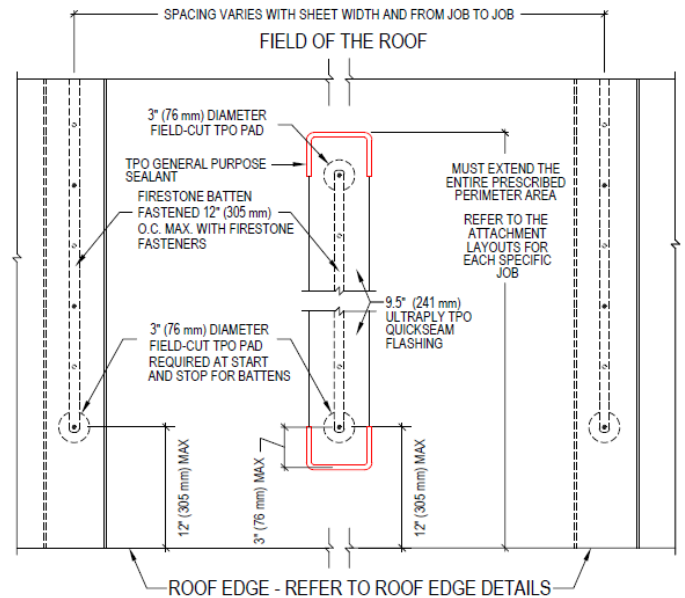 SPACING VARIES WITH SHEET WIDTH AND FROM JOB TO JOB
FIELD OF THE ROOF
3" (76 mm) DIAMETER
FIELD-CUT TPO PAD
TPO GENERAL PURPOSE
SEALANT
FIRESTONE BATTEN
FASTENED 12" (305 mm)
O.C. MAX. WITH FIRESTONE
FASTENERS
MUST EXTEND THE
ENTIRE PRESCRIBED
PERIMETER AREA
REFER TO THE
ATTACHMENT
LAYOUTS FOR
EACH SPECIFIC
JOB
9.5" (241 mm)
ULTRAPLY TPO
QUICKSEAM
FLASHING
3" (76 mm) DIAMETER
FIELD-CUT TPO PAD
REQUIRED AT START
AND STOP FOR BATTENS
12" (305 mm) MAX
3" (76 mm) MAX
12" (305 mm) MAX
ROOF EDGE - REFER TO ROOF EDGE DETAILS